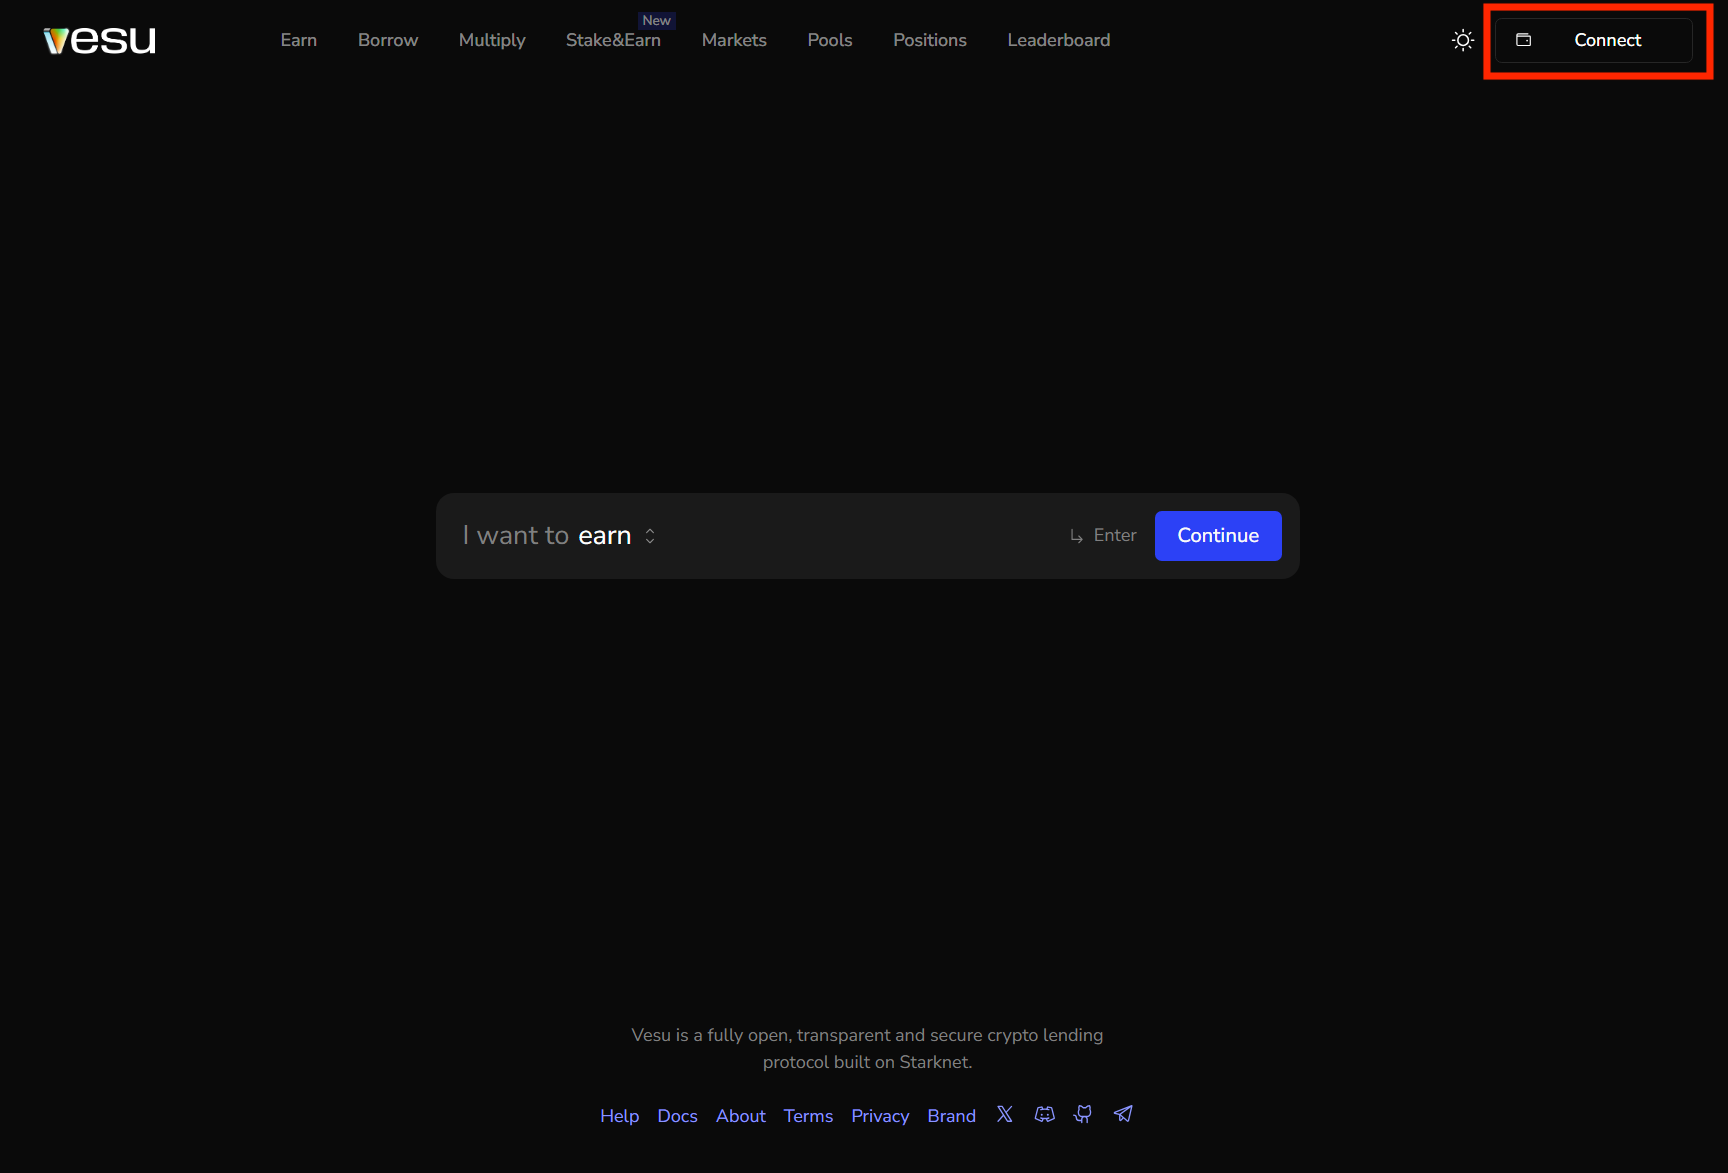 vesu
Earn
Borrow
Multiply
Stake&Earn
New
Markets
Pools
Positions
Leaderboard
Connect
I want to earn
Enter
Continue
Vesu is a fully open, transparent and secure crypto lending
protocol built on Starknet.
Help Docs About Terms Privacy Brand